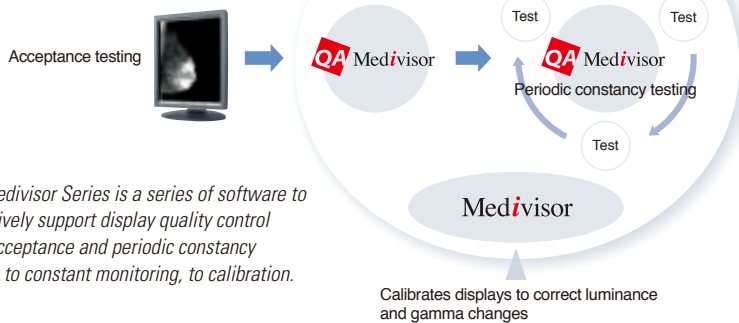 Test
Test
Acceptance testing
QA Medivisor
QA Medivisor
Periodic constancy testing
Test
edivisor Series is a series of software to
ively support display quality control
cceptance and periodic constancy
to constant monitoring, to calibration.
Medivisor
Calibrates displays to correct luminance
and gamma changes